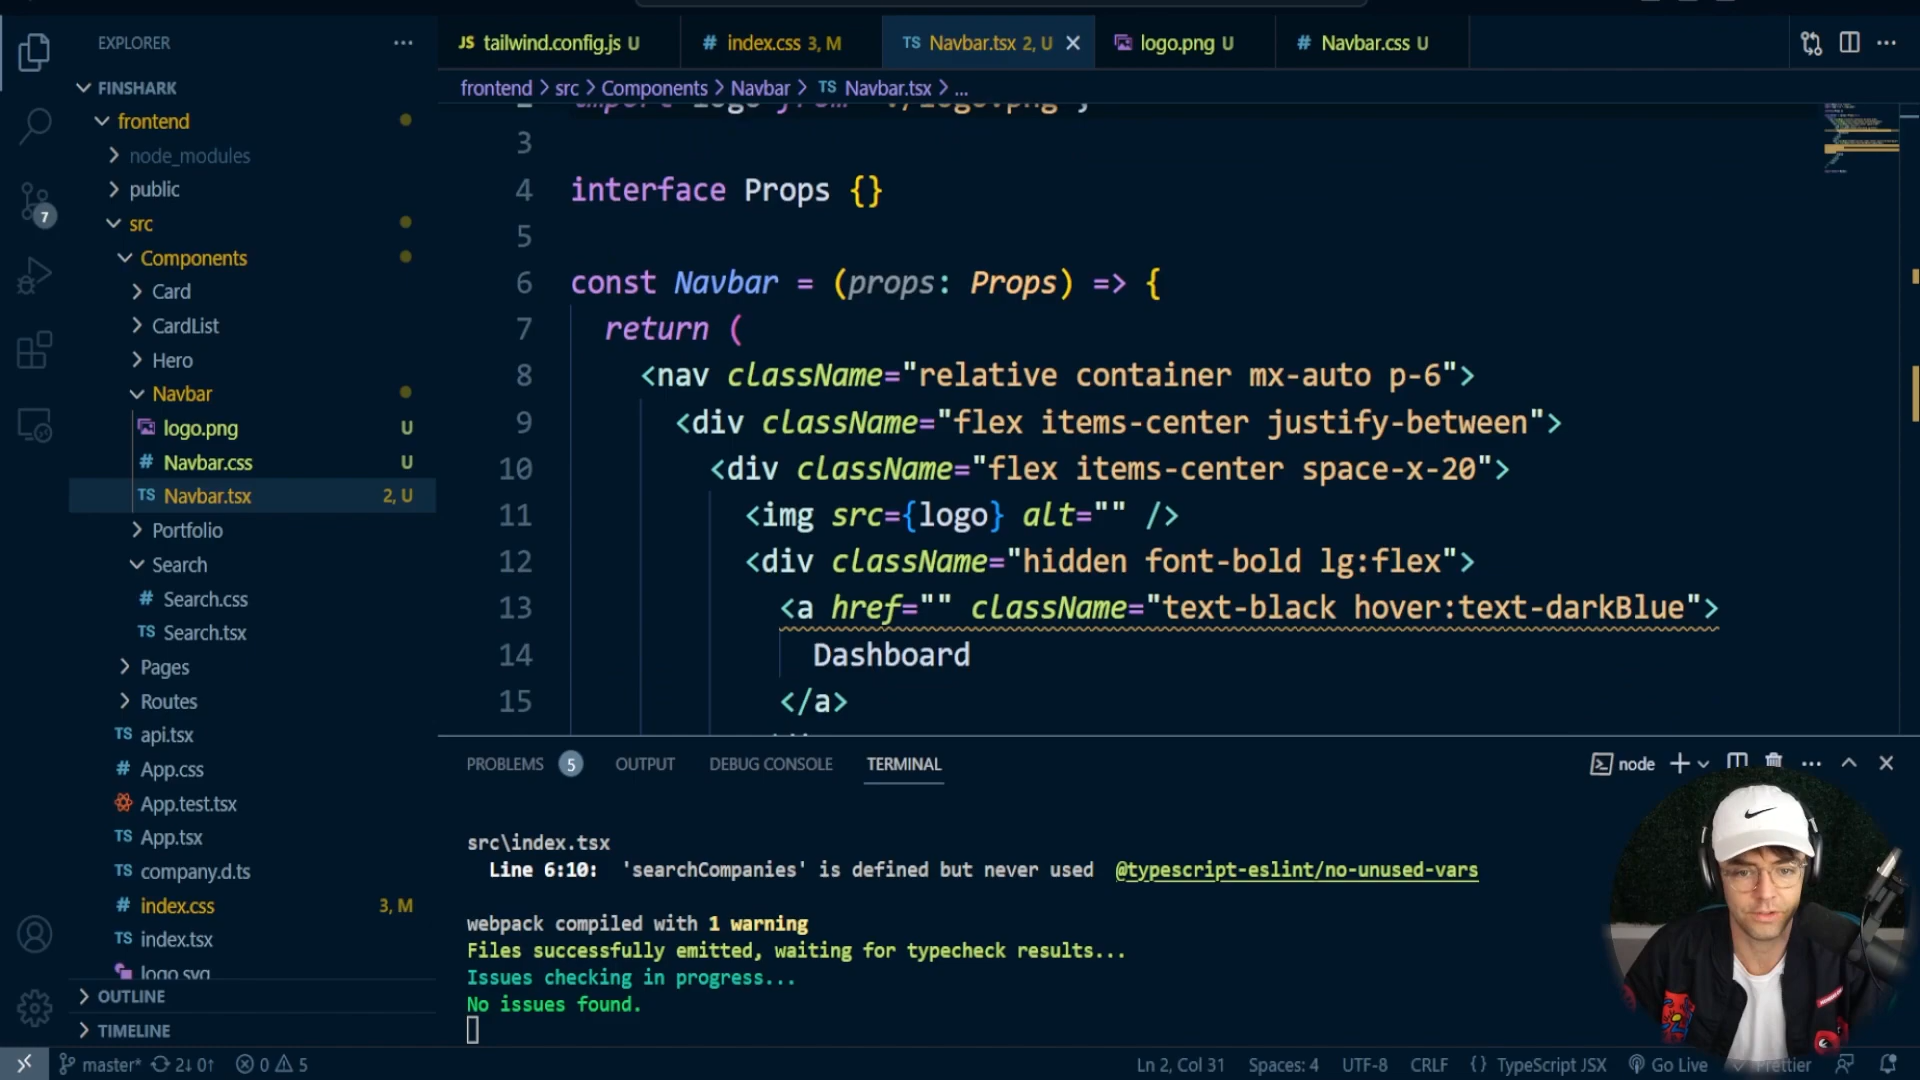 EXPLORER
FINSHARK
frontend
node_modules
public
src
Components
Card
CardList
Hero
Navbar
logo.png U
# Navbar.css U
TS Navbar.tsx 2, U
Portfolio
Search
# Search.css
TS Search.tsx
Pages
Routes
TS api.tsx
# App.css
App.test.tsx
TS App.tsx
TS company.d.ts
# index.css 3, M
TS index.tsx
logo.svg
OUTLINE
TIMELINE
7
JS tailwind.config.js U
# index.css 3, M
TS Navbar.tsx 2, U
logo.png U
# Navbar.css U
frontend > src > Components > Navbar > TS Navbar.tsx > ...
2 import logo from "./logo.png";
3
4 interface Props {}
5
6 const Navbar = (props: Props) => {
7 return (
8 <nav className="relative container mx-auto p-6">
9 <div className="flex items-center justify-between">
10 <div className="flex items-center space-x-20">
11 <img src={logo} alt="" />
12 <div className="hidden font-bold lg:flex">
13 <a href="" className="text-black hover:text-darkBlue">
14 Dashboard
15 </a>
PROBLEMS 5 OUTPUT DEBUG CONSOLE TERMINAL
node
src\index.tsx
Line 6:10: 'searchCompanies' is defined but never used @typescript-eslint/no-unused-vars
webpack compiled with 1 warning
Files successfully emitted, waiting for typecheck results...
Issues checking in progress...
No issues found.
master* 2↓ 0↑ 0 5
Ln 2, Col 31 Spaces: 4 UTF-8 CRLF {} TypeScript JSX Go Live Prettier